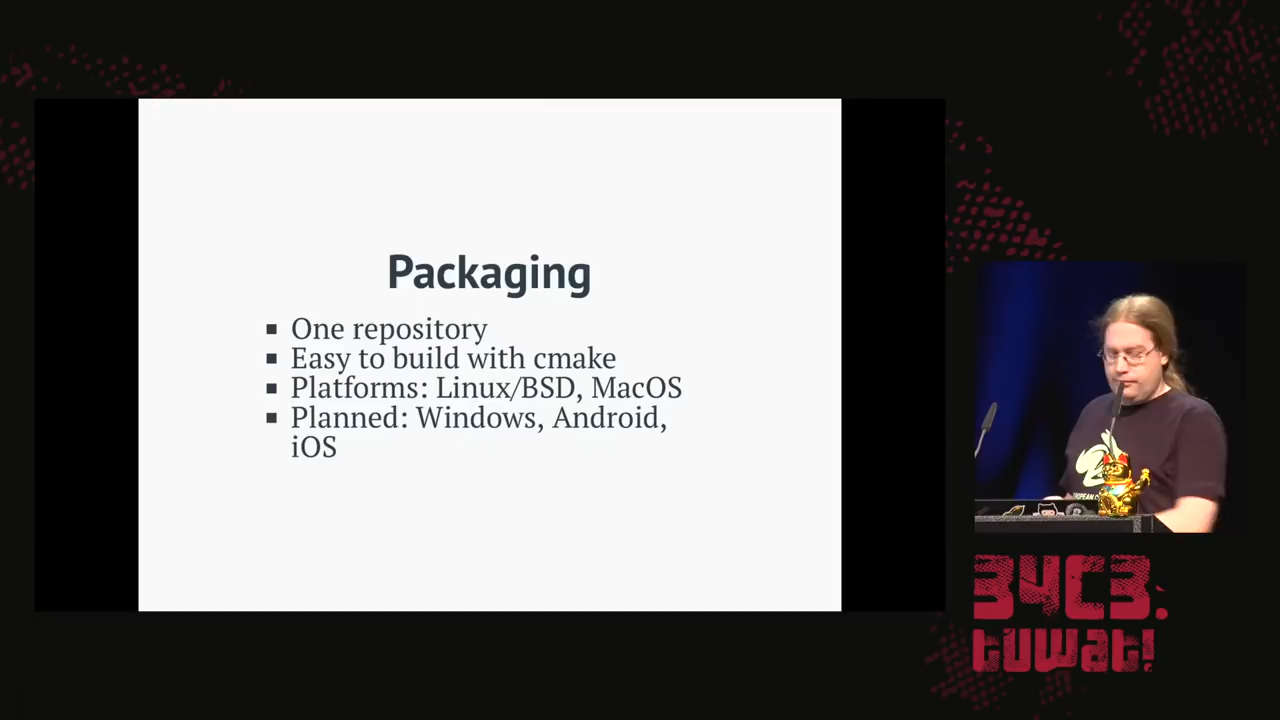 Packaging
▪ One repository
▪ Easy to build with cmake
▪ Platforms: Linux/BSD, MacOS
▪ Planned: Windows, Android,
iOS
34C3.
tuwat!